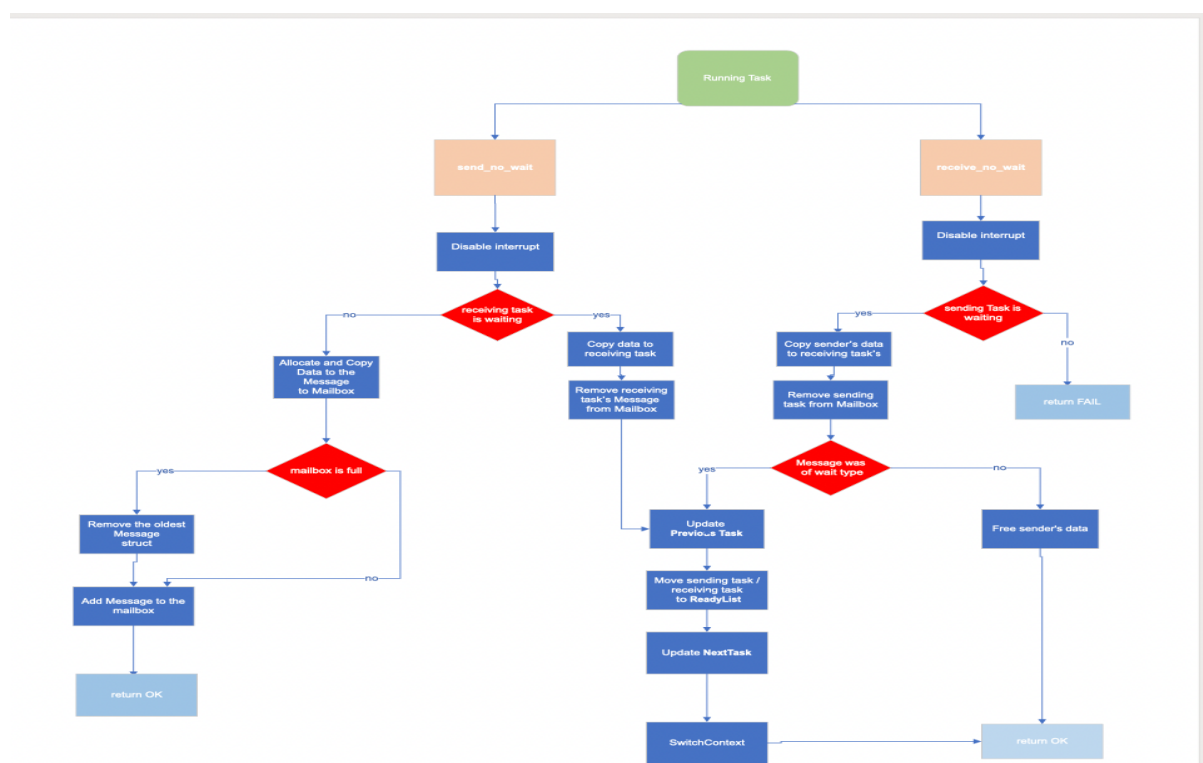 Running Task
send_no_wait
receive_no_wait
Disable interrupt
Disable interrupt
receiving task
is waiting
sending Task is
waiting
no
yes
yes
no
Allocate and Copy
Data to the
Message
to Mailbox
Copy data to
receiving task
Copy sender's data
to receiving task's
Remove receiving
task's Message
from Mailbox
Remove sending
task from Mailbox
return FAIL
mailbox is full
Message was
of wait type
yes
no
yes
no
Remove the oldest
Message
struct
Update
Previous Task
Free sender's data
Add Message to the
mailbox
Move sending task /
receiving task
to ReadyList
Update NextTask
return OK
SwitchContext
return OK